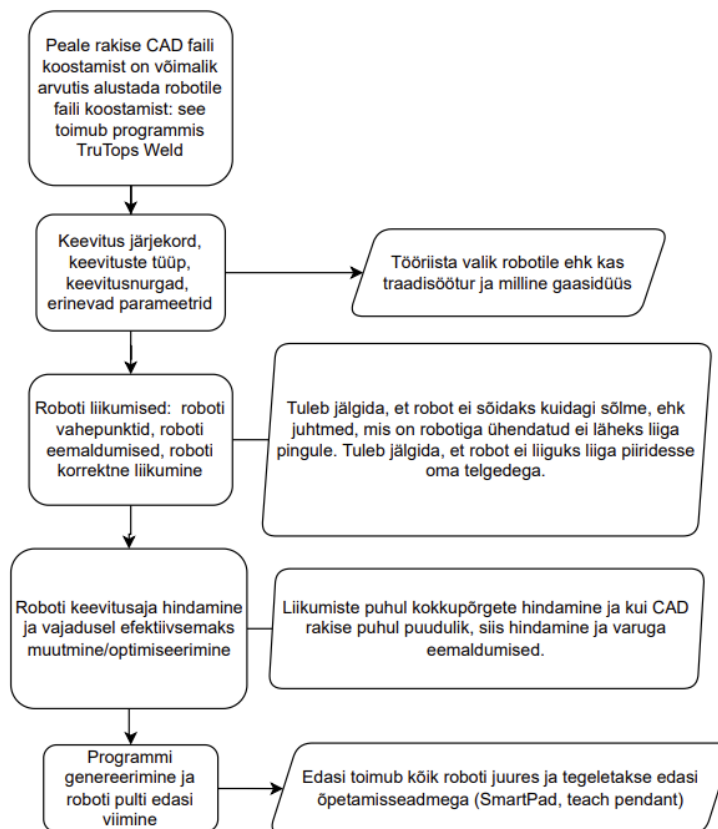 Peale rakise CAD faili
koostamist on võimalik
arvutis alustada robotile
faili koostamist: see
toimub programmis
TruTops Weld
Keevitus järjekord,
keevituste tüüp,
keevitusnurgad,
erinevad parameetrid
Tööriista valik robotile ehk kas
traadisöötur ja milline gaasidüüs
Roboti liikumised: roboti
vahepunktid, roboti
eemaldumised, roboti
korrektne liikumine
Tuleb jälgida, et robot ei sõidaks kuidagi sõlme, ehk
juhtmed, mis on robotiga ühendatud ei läheks liiga
pingule. Tuleb jälgida, et robot ei liiguks liiga piiridesse
oma telgedega.
Roboti keevitusaja hindamine
ja vajadusel efektiivsemaks
muutmine/optimiseerimine
Liikumiste puhul kokkupõrgete hindamine ja kui CAD
rakise puhul puudulik, siis hindamine ja varuga
eemaldumised.
Programmi
genereerimine ja
roboti pulti edasi
viimine
Edasi toimub kõik roboti juures ja tegeletakse edasi
õpetamisseadmega (SmartPad, teach pendant)